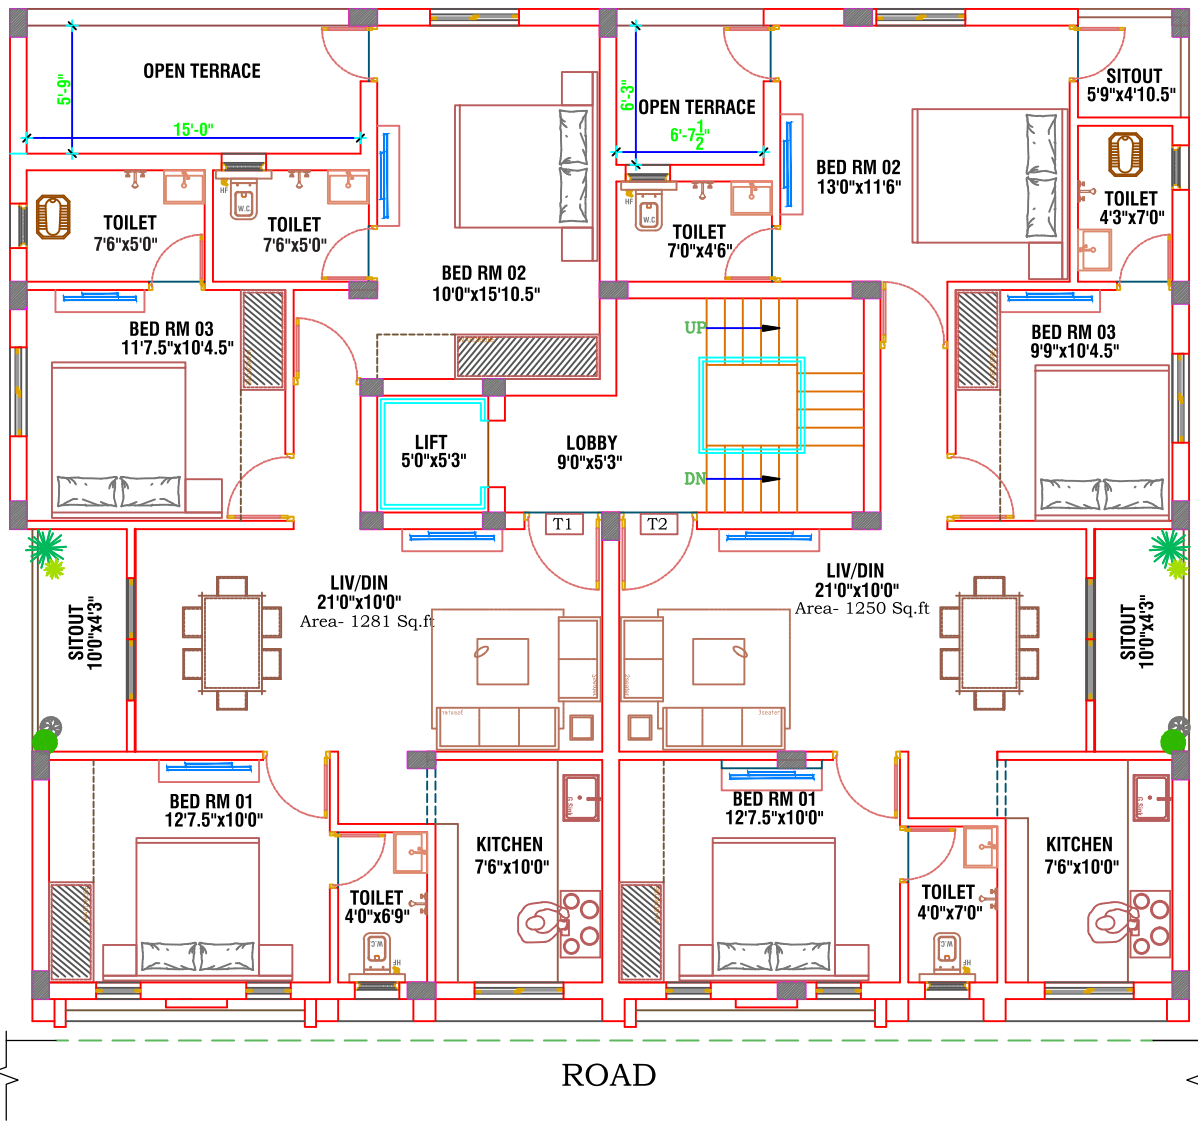 OPEN TERRACE
5'-9"
15'-0"
TOILET
7'6"x5'0"
TOILET
7'6"x5'0"
HF
W.C.
BED RM 02
10'0"x15'10.5"
OPEN TERRACE
6'-3"
6'-7½"
HF
W.C.
TOILET
7'0"x4'6"
BED RM 02
13'0"x11'6"
SITOUT
5'9"x4'10.5"
TOILET
4'3"x7'0"
BED RM 03
11'7.5"x10'4.5"
UP
DN
BED RM 03
9'9"x10'4.5"
LIFT
5'0"x5'3"
LOBBY
9'0"x5'3"
T1
T2
SITOUT
10'0"x4'3"
LIV/DIN
21'0"x10'0"
Area- 1281 Sq.ft
LIV/DIN
21'0"x10'0"
Area- 1250 Sq.ft
SITOUT
10'0"x4'3"
BED RM 01
12'7.5"x10'0"
KITCHEN
7'6"x10'0"
TOILET
4'0"x6'9"
W.C.
HF
BED RM 01
12'7.5"x10'0"
TOILET
4'0"x7'0"
W.C.
HF
KITCHEN
7'6"x10'0"
ROAD